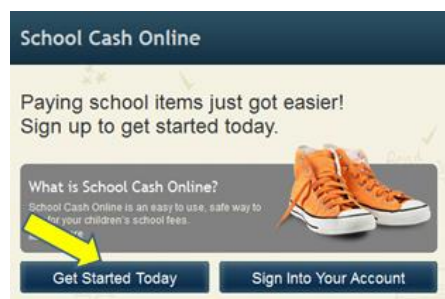 School Cash Online
Paying school items just got easier!
Sign up to get started today.
What is School Cash Online?
School Cash Online is an easy to use, safe way to
for your children's school fees.
Get Started Today
Sign Into Your Account